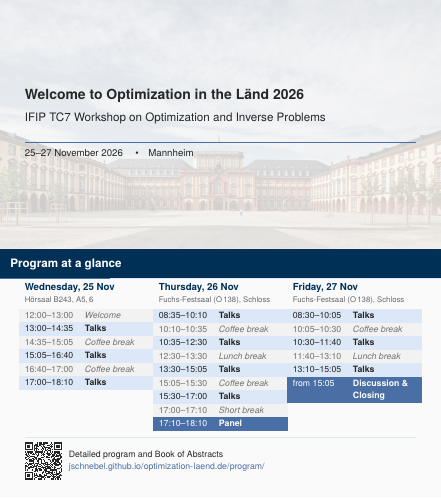 Welcome to Optimization in the Länd 2026
IFIP TC7 Workshop on Optimization and Inverse Problems
25–27 November 2026 • Mannheim
Program at a glance
Wednesday, 25 Nov
Hörsaal B243, A5, 6
12:00–13:00 Welcome
13:00–14:35 Talks
14:35–15:05 Coffee break
15:05–16:40 Talks
16:40–17:00 Coffee break
17:00–18:10 Talks
Thursday, 26 Nov
Fuchs-Festsaal (O 138), Schloss
08:35–10:10 Talks
10:10–10:35 Coffee break
10:35–12:30 Talks
12:30–13:30 Lunch break
13:30–15:05 Talks
15:05–15:30 Coffee break
15:30–17:00 Talks
17:00–17:10 Short break
17:10–18:10 Panel
Friday, 27 Nov
Fuchs-Festsaal (O 138), Schloss
08:30–10:05 Talks
10:05–10:30 Coffee break
10:30–11:40 Talks
11:40–13:10 Lunch break
13:10–15:05 Talks
from 15:05 Discussion &
Closing
Detailed program and Book of Abstracts
jschnebel.github.io/optimization-laend.de/program/